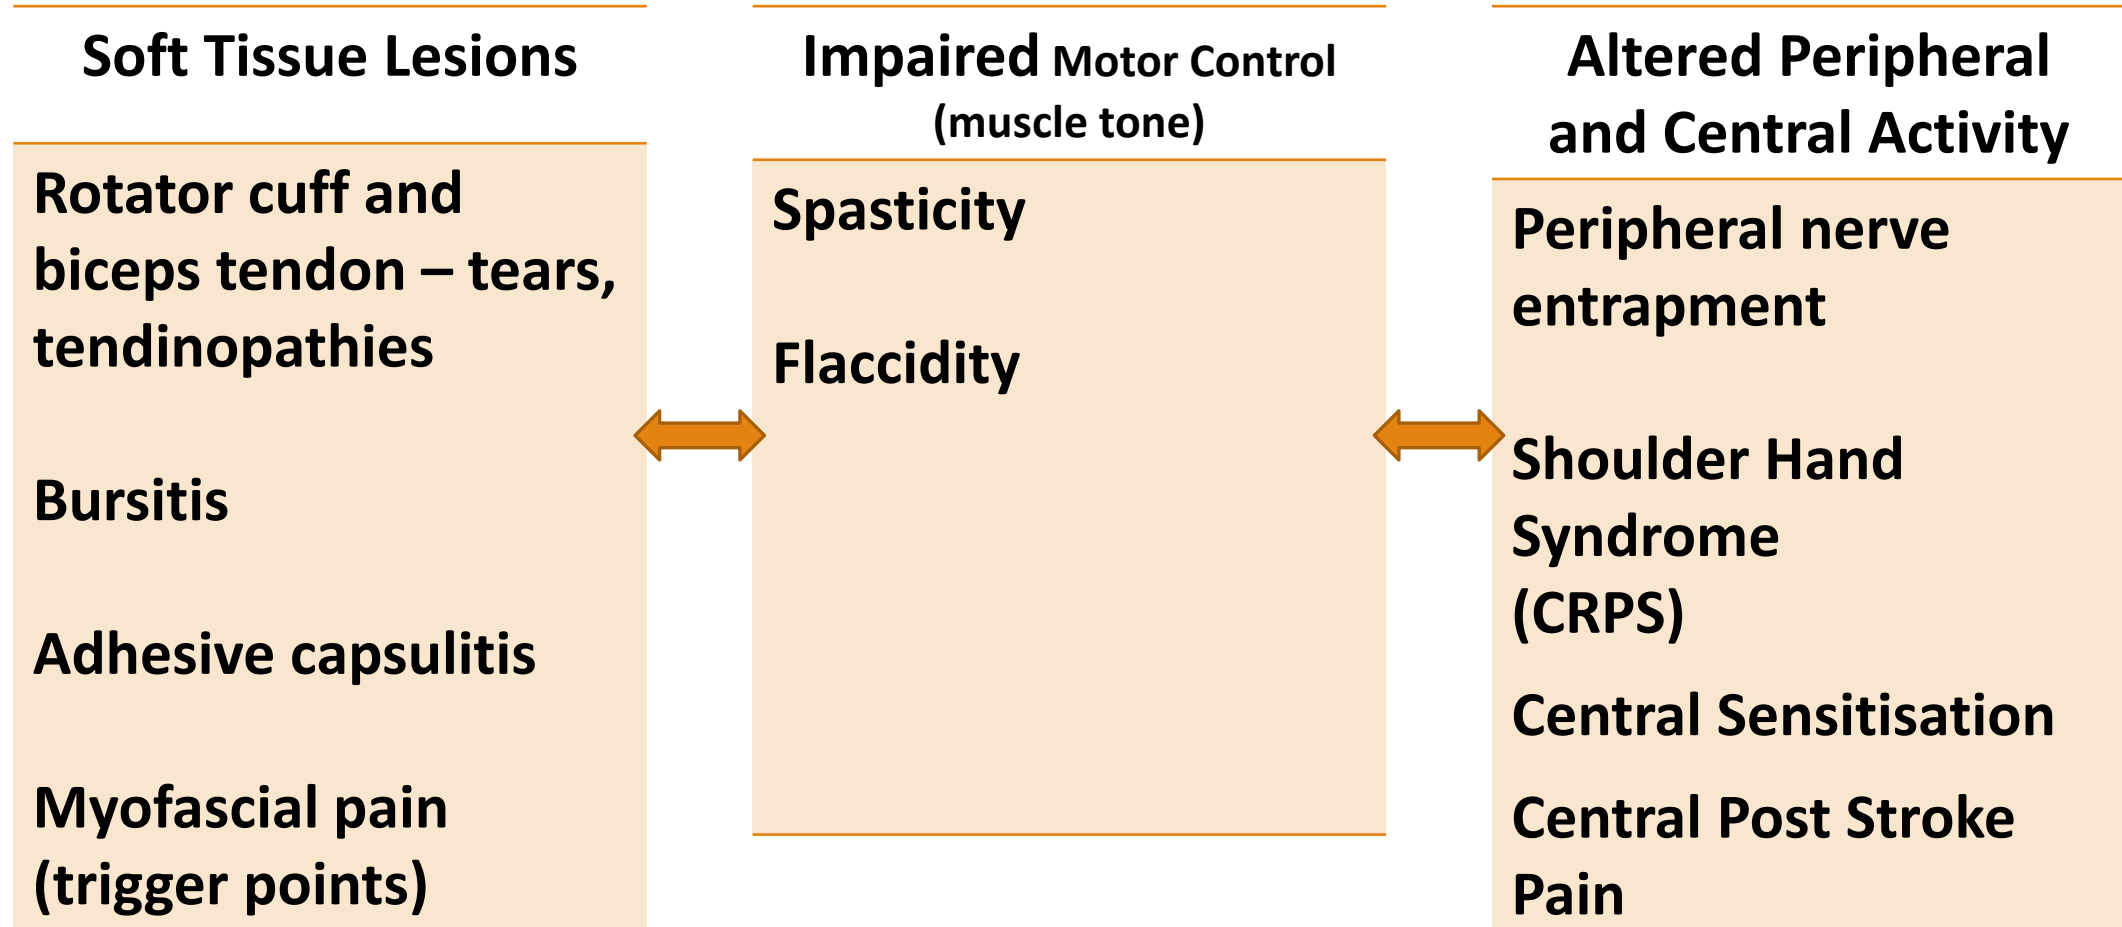 Soft Tissue Lesions
Rotator cuff and
biceps tendon – tears,
tendinopathies
Bursitis
Adhesive capsulitis
Myofascial pain
(trigger points)
Impaired Motor Control
(muscle tone)
Spasticity
Flaccidity
Altered Peripheral
and Central Activity
Peripheral nerve
entrapment
Shoulder Hand
Syndrome
(CRPS)
Central Sensitisation
Central Post Stroke
Pain